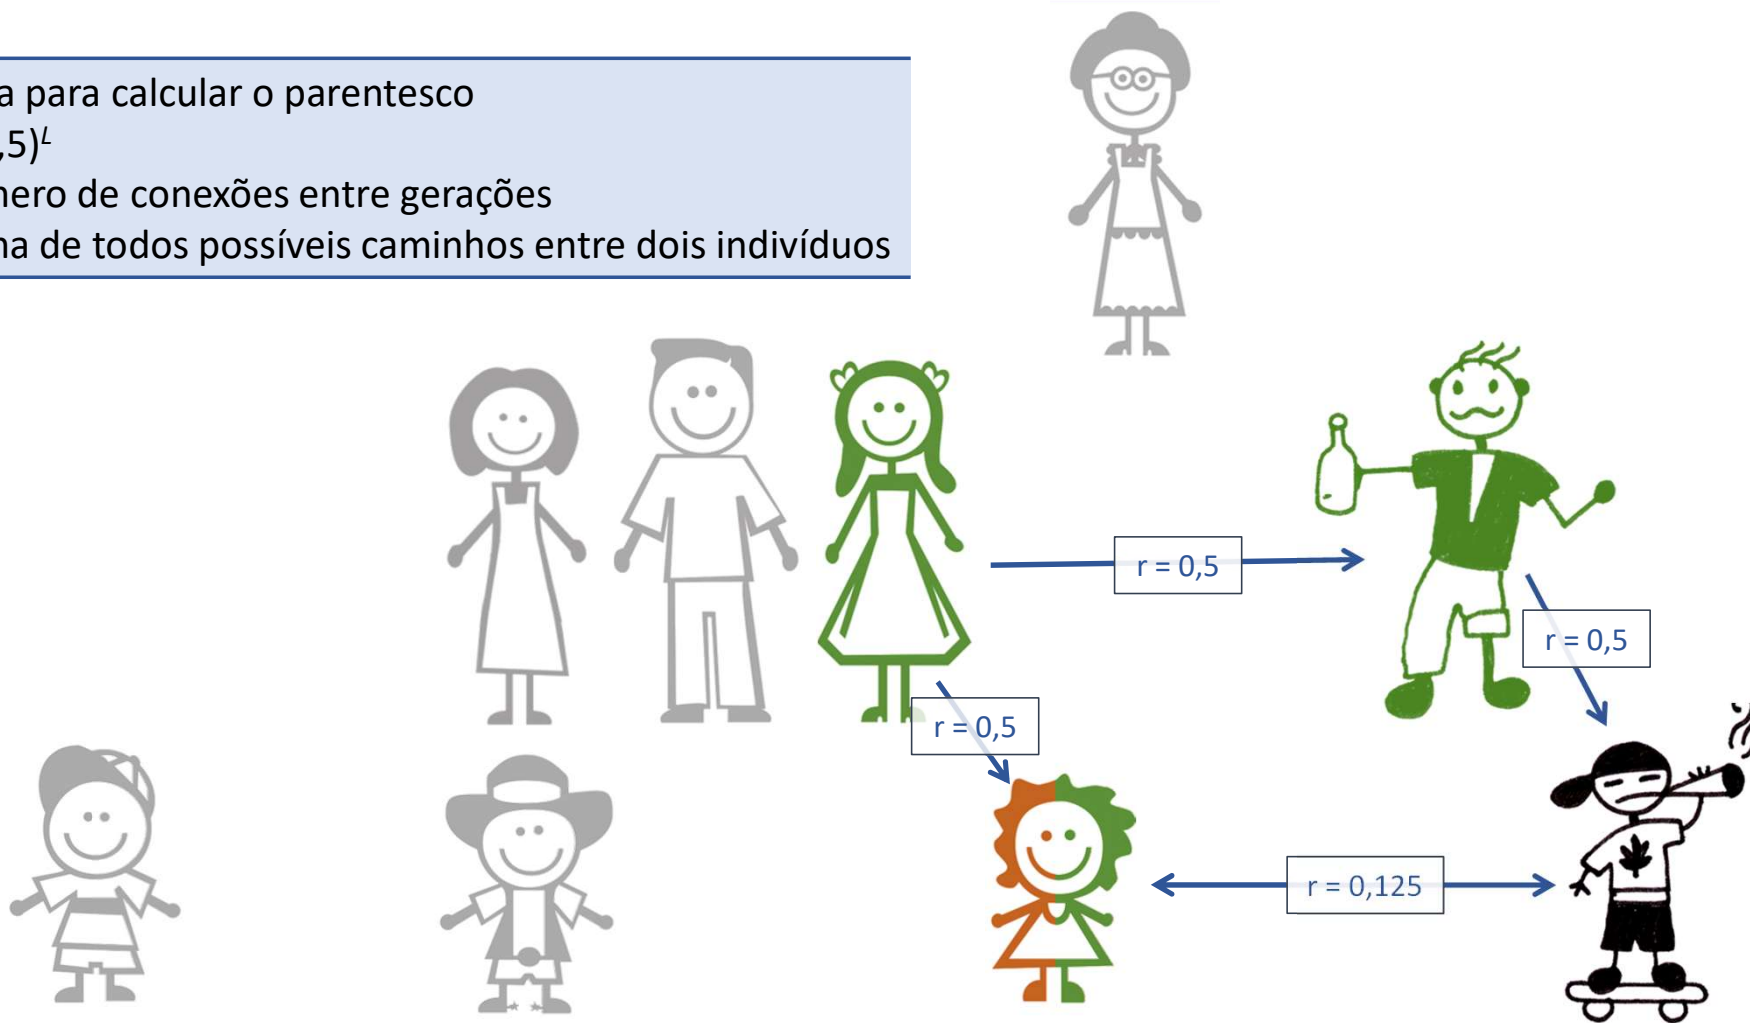 a para calcular o parentesco
,5)ᴸ
nero de conexões entre gerações
na de todos possíveis caminhos entre dois indivíduos
r = 0,5
r = 0,5
r = 0,5
r = 0,125